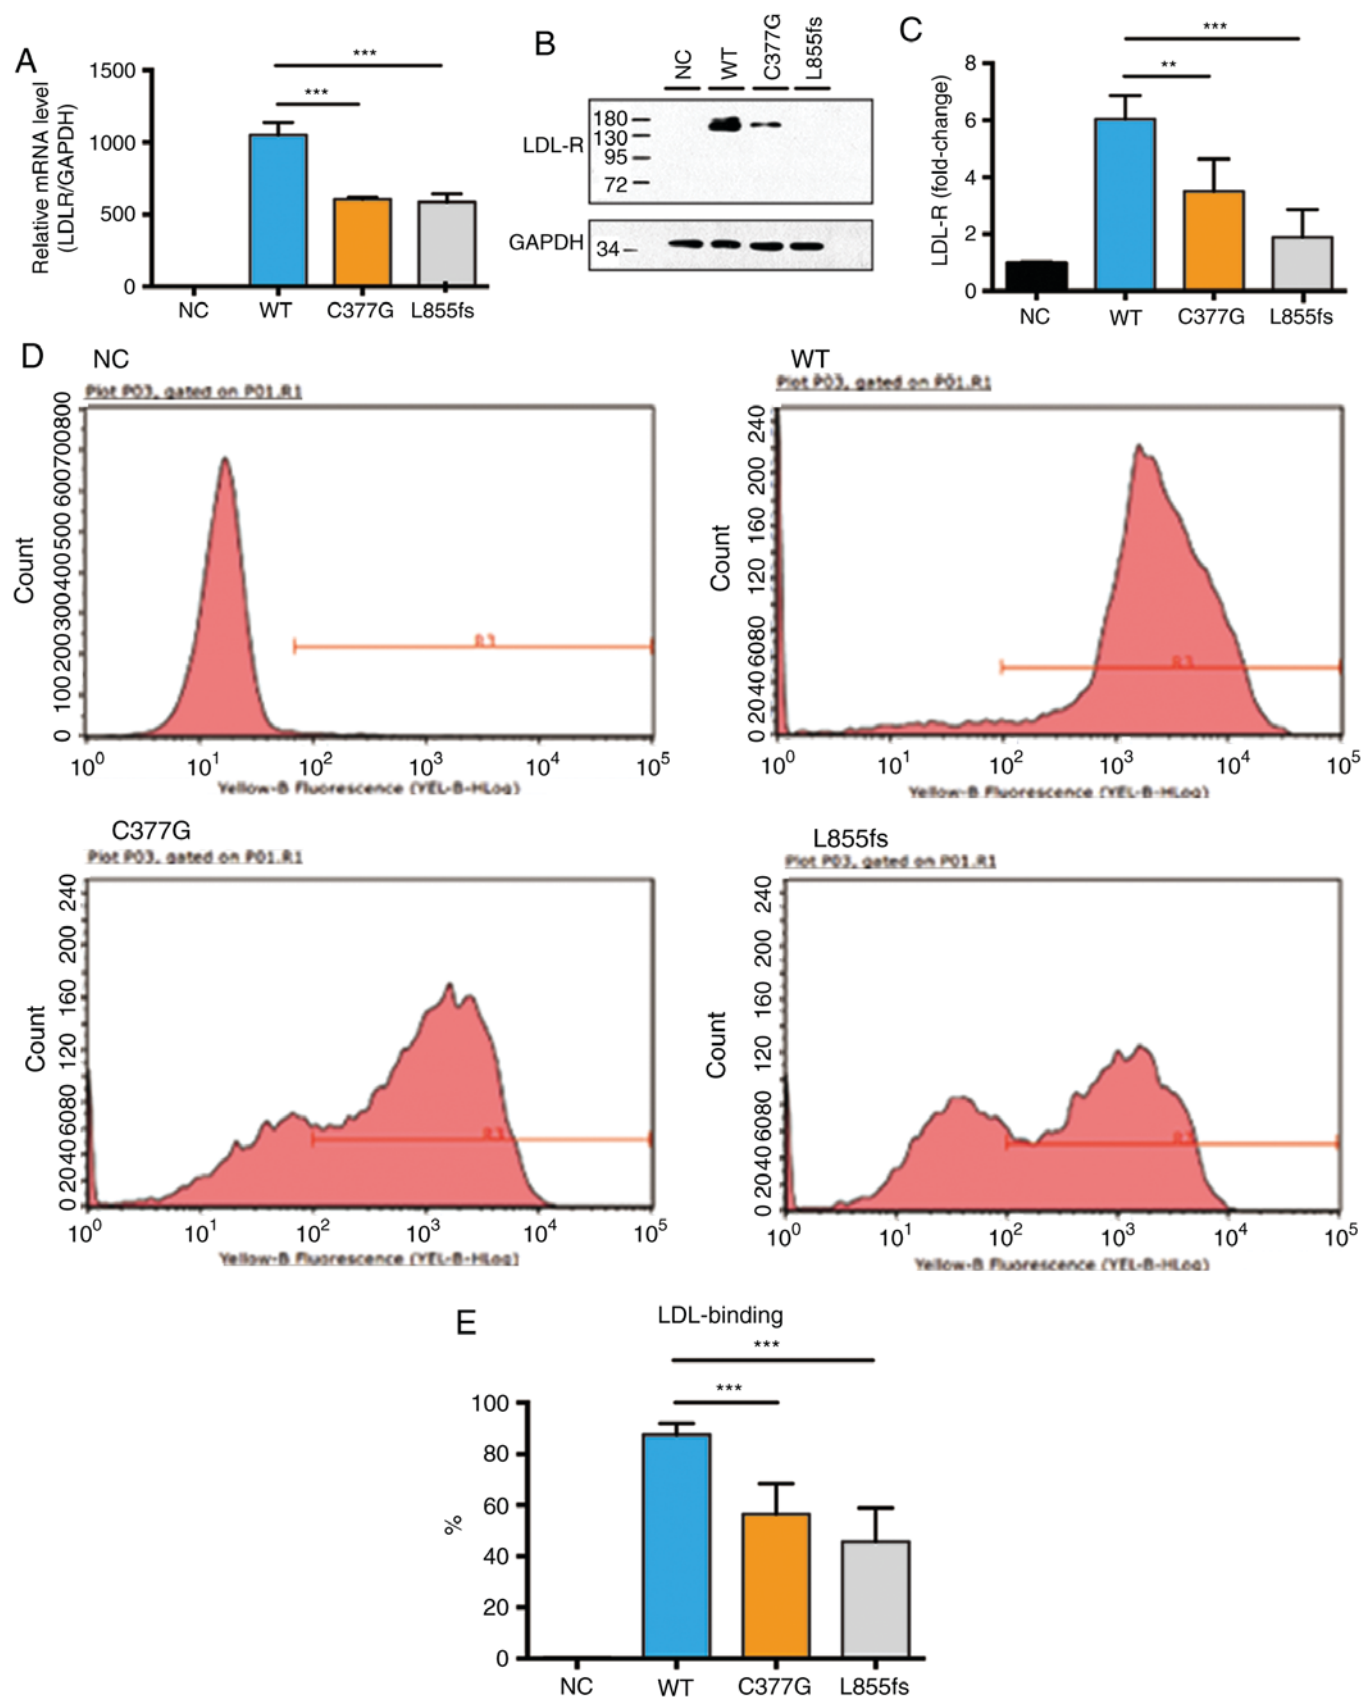 A
Relative mRNA level
(LDLR/GAPDH)
1500
1000
500
0
***
***
NC WT C377G L855fs
B
NC WT C377G L855fs
LDL-R
180
130
95
72
GAPDH
34
C
LDL-R (fold-change)
8
6
4
2
0
***
**
NC WT C377G L855fs
D
NC
Plot P03, gated on P01.R1
Count
0 100 200 300 400 500 600 700 800
R3
10⁰ 10¹ 10² 10³ 10⁴ 10⁵
Yellow-B Fluorescence (YEL-B-HLog)
WT
Plot P03, gated on P01.R1
Count
0 20 40 60 80 120 160 200 240
R3
10⁰ 10¹ 10² 10³ 10⁴ 10⁵
Yellow-B Fluorescence (YEL-B-HLog)
C377G
Plot P03, gated on P01.R1
Count
0 20 40 60 80 120 160 200 240
R3
10⁰ 10¹ 10² 10³ 10⁴ 10⁵
Yellow-B Fluorescence (YEL-B-HLog)
L855fs
Plot P03, gated on P01.R1
Count
0 20 40 60 80 120 160 200 240
R3
10⁰ 10¹ 10² 10³ 10⁴ 10⁵
Yellow-B Fluorescence (YEL-B-HLog)
E
LDL-binding
***
***
%
100
80
60
40
20
0
NC WT C377G L855fs